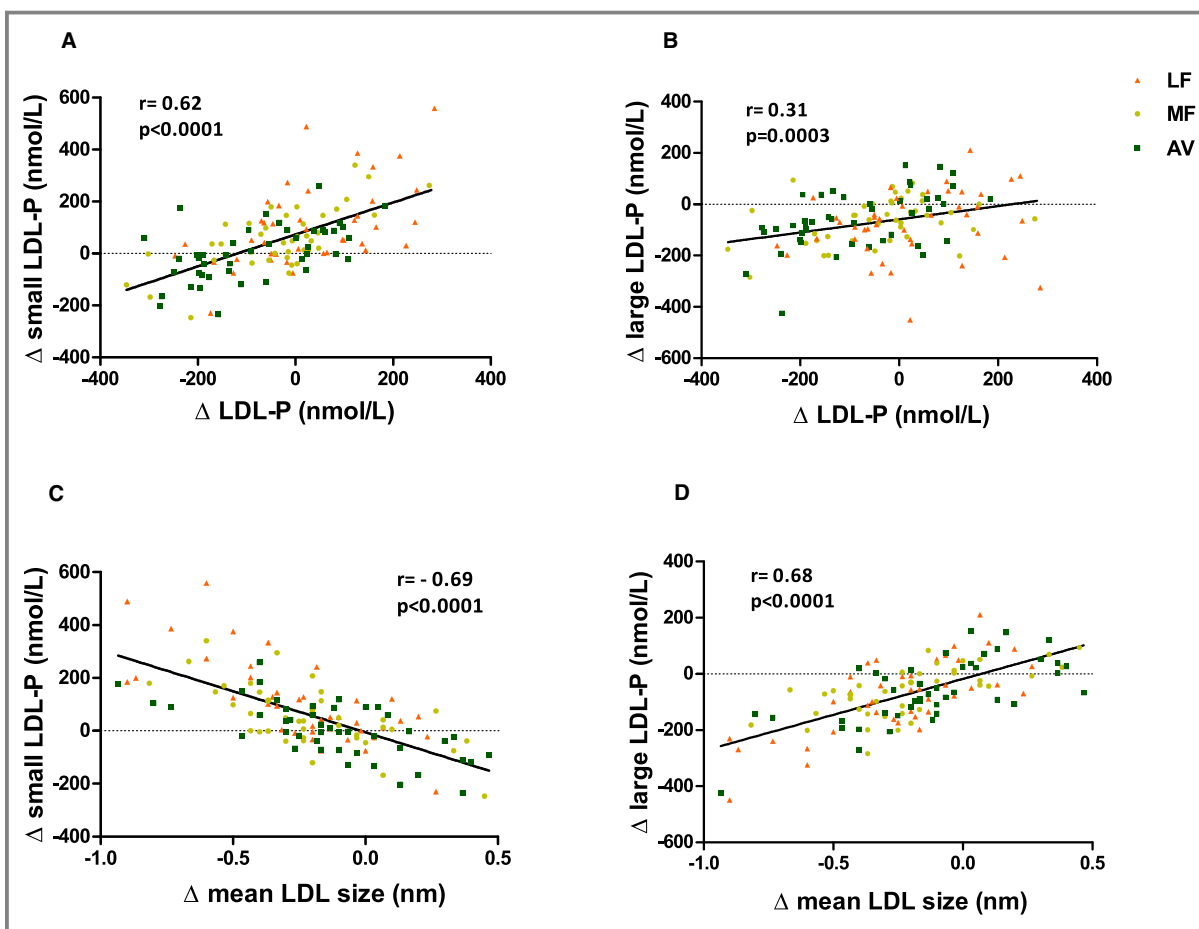 A
r= 0.62
p<0.0001
Δ small LDL-P (nmol/L)
600
400
200
0
-200
-400
-400
-200
0
200
400
Δ LDL-P (nmol/L)
B
r= 0.31
p=0.0003
Δ large LDL-P (nmol/L)
400
200
0
-200
-400
-600
-400
-200
0
200
400
Δ LDL-P (nmol/L)
LF
MF
AV
C
r= - 0.69
p<0.0001
Δ small LDL-P (nmol/L)
600
400
200
0
-200
-400
-1.0
-0.5
0.0
0.5
Δ mean LDL size (nm)
D
r= 0.68
p<0.0001
Δ large LDL-P (nmol/L)
400
200
0
-200
-400
-600
-1.0
-0.5
0.0
0.5
Δ mean LDL size (nm)